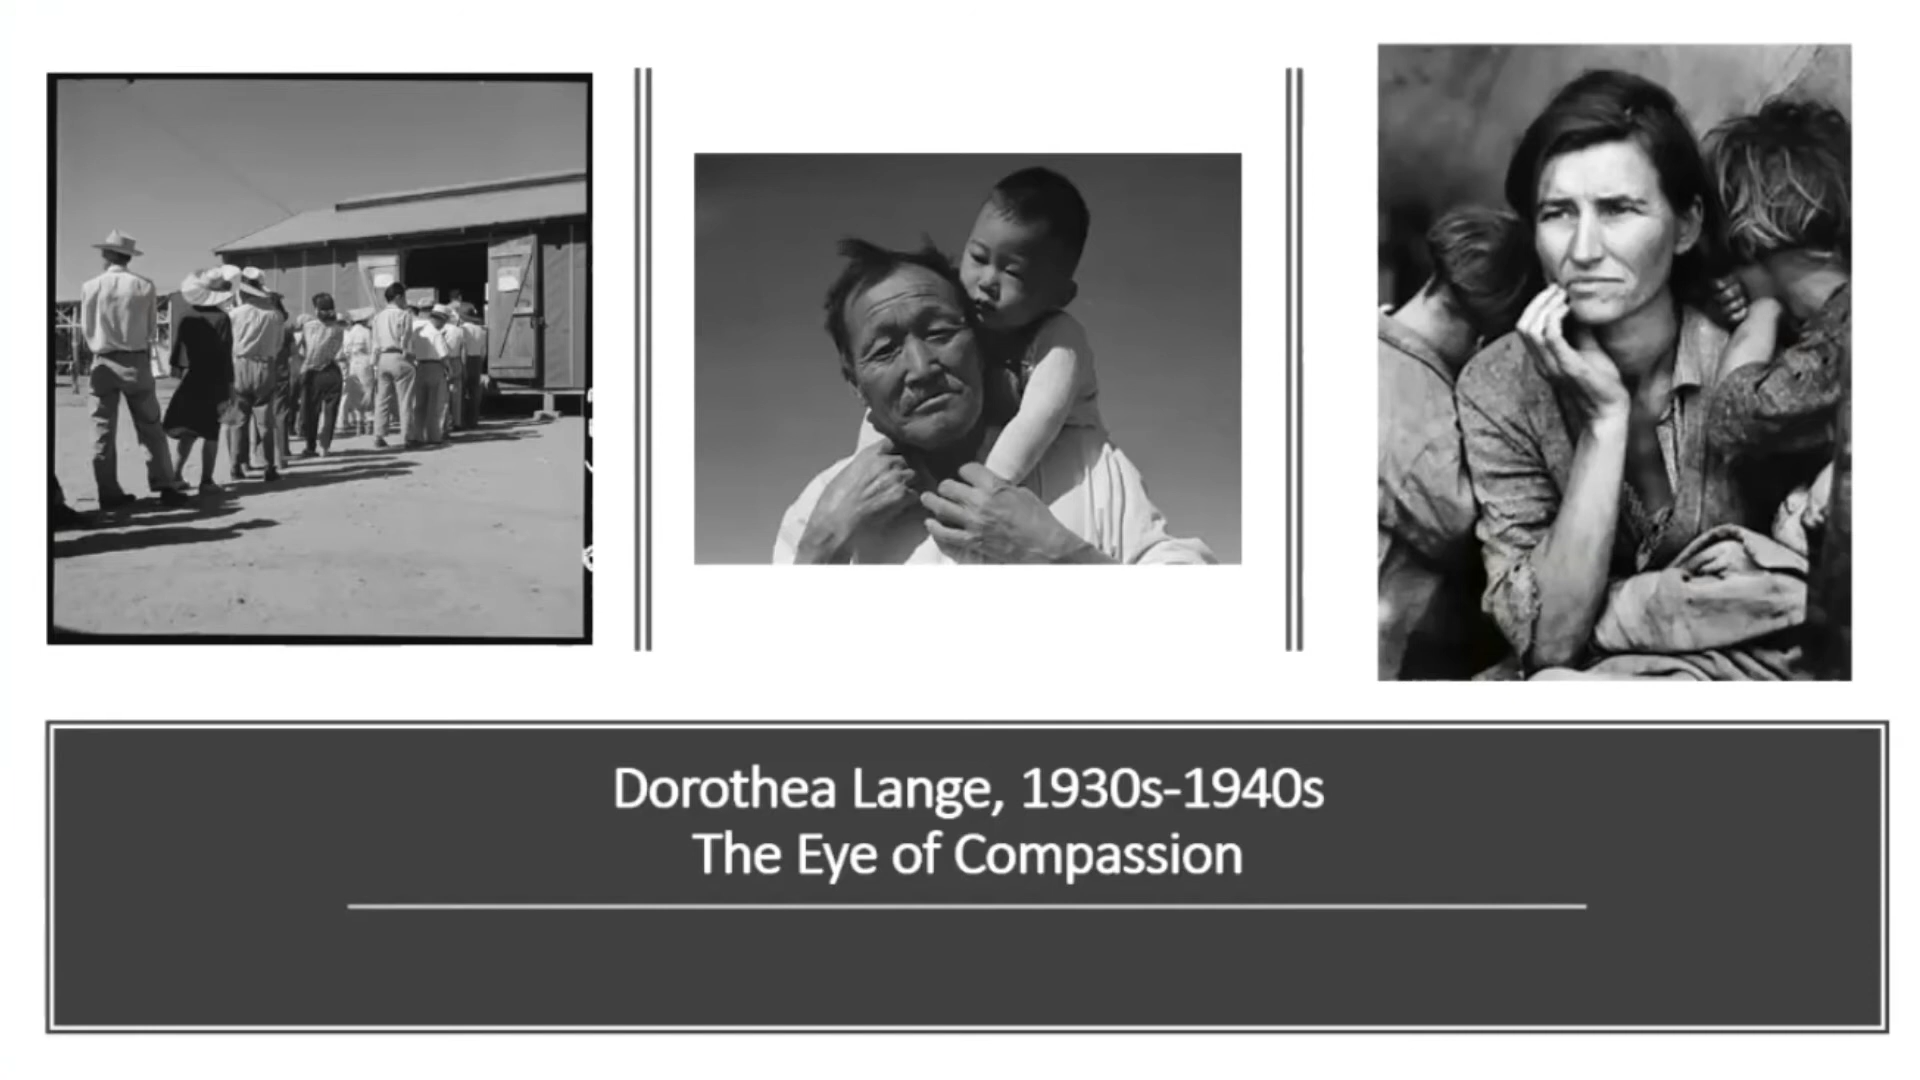 Dorothea Lange, 1930s-1940s
The Eye of Compassion